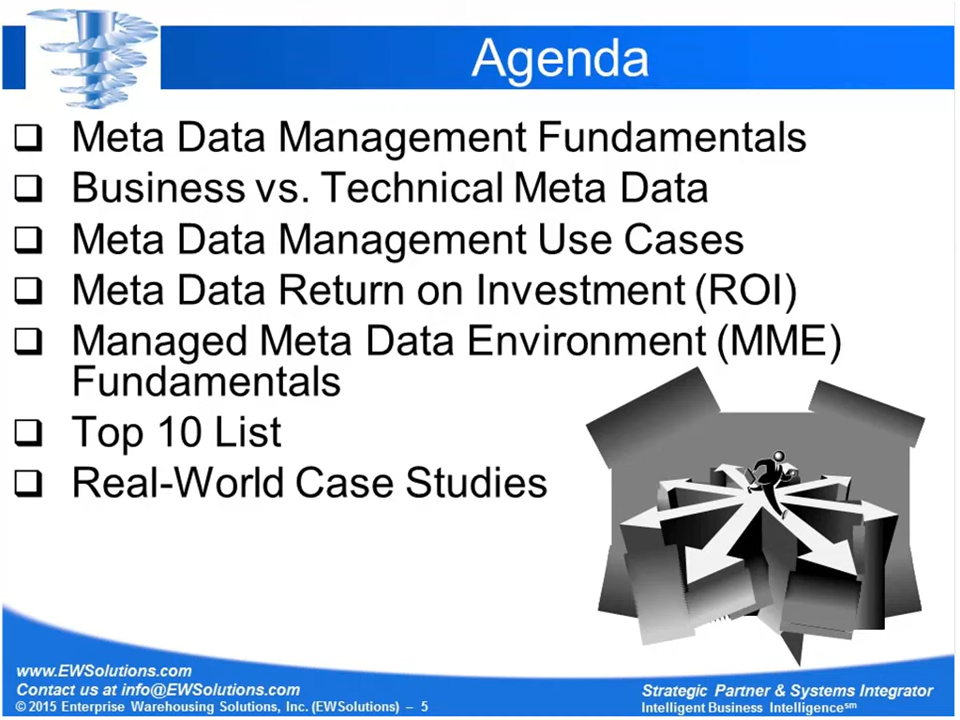 Agenda
Meta Data Management Fundamentals
Business vs. Technical Meta Data
Meta Data Management Use Cases
Meta Data Return on Investment (ROI)
Managed Meta Data Environment (MME)
Fundamentals
Top 10 List
Real-World Case Studies
www.EWSolutions.com
Contact us at info@EWSolutions.com
© 2015 Enterprise Warehousing Solutions, Inc. (EWSolutions) – 5
Strategic Partner & Systems Integrator
Intelligent Business Intelligence℠